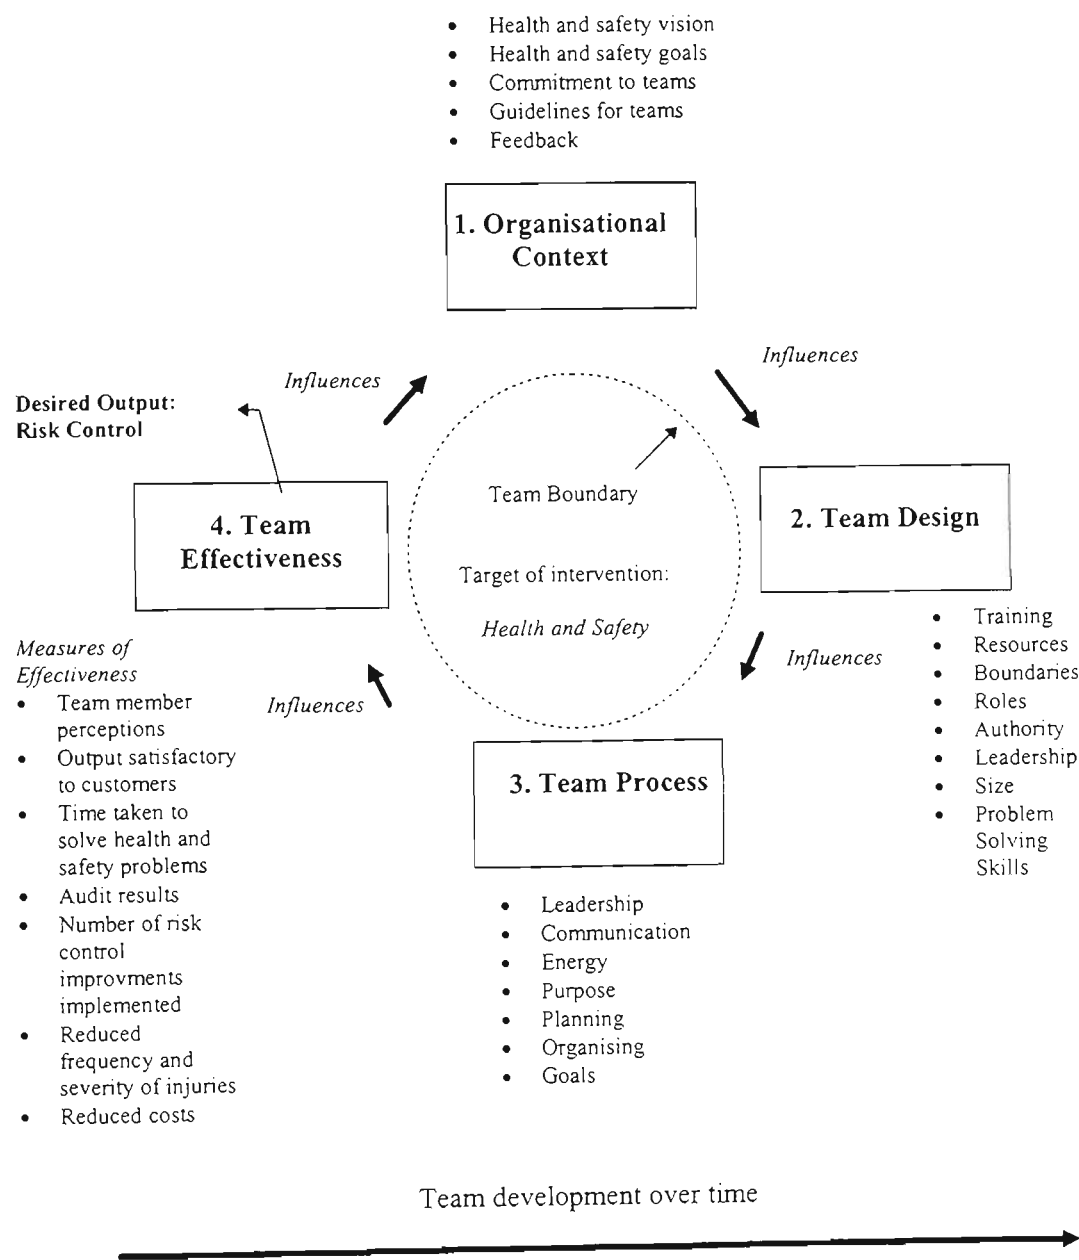 • Health and safety vision
• Health and safety goals
• Commitment to teams
• Guidelines for teams
• Feedback
1. Organisational
Context
Influences
Influences
Desired Output:
Risk Control
Team Boundary
4. Team
Effectiveness
2. Team Design
Target of intervention:
Health and Safety
• Training
• Resources
• Boundaries
• Roles
• Authority
• Leadership
• Size
• Problem
Solving
Skills
Influences
Influences
3. Team Process
• Leadership
• Communication
• Energy
• Purpose
• Planning
• Organising
• Goals
Measures of
Effectiveness
• Team member
perceptions
• Output satisfactory
to customers
• Time taken to
solve health and
safety problems
• Audit results
• Number of risk
control
improvments
implemented
• Reduced
frequency and
severity of injuries
• Reduced costs
Team development over time